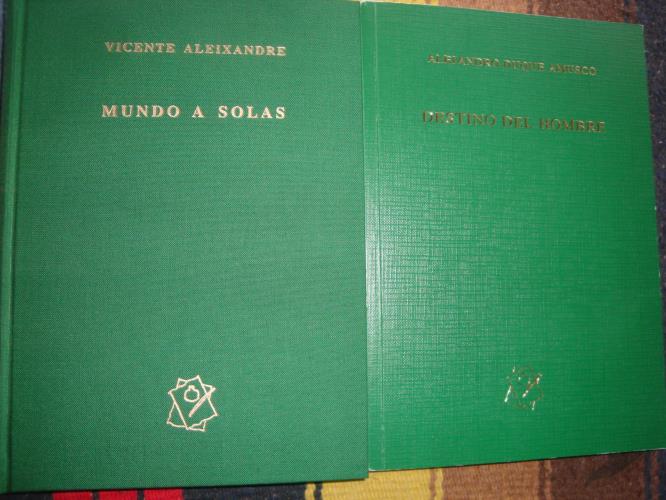 VICENTE ALEIXANDRE
MUNDO A SOLAS
ALEJANDRO DUQUE AMUSCO
DESTINO DEL HOMBRE